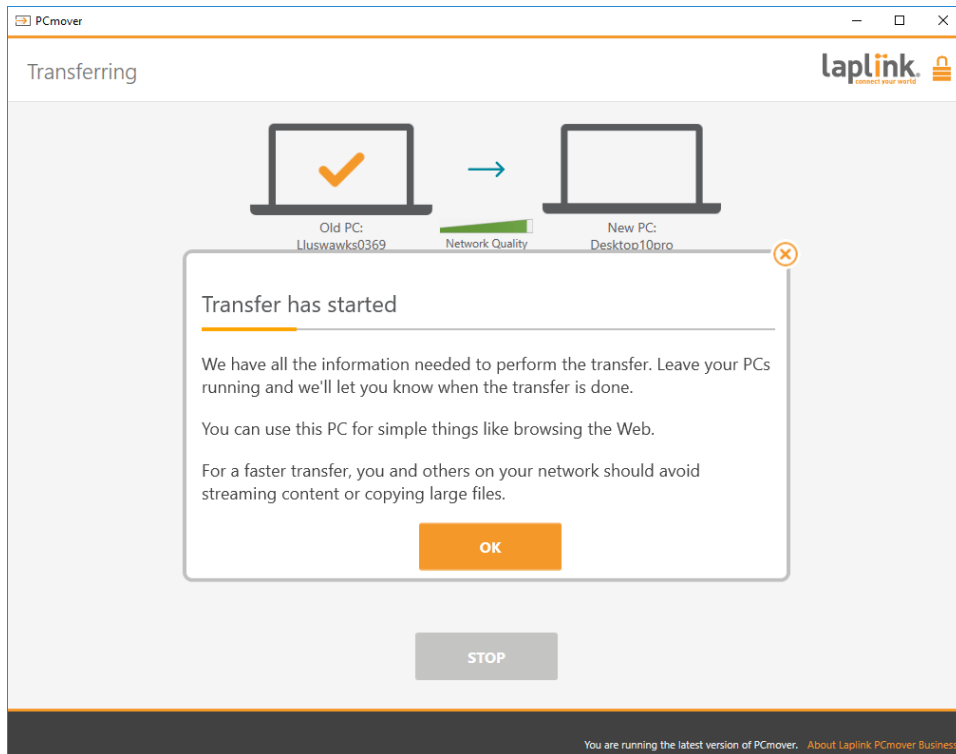 PCmover
Transferring
laplink.
connect your world
Old PC:
Lluswawks0369
Network Quality
New PC:
Desktop10pro
Transfer has started
We have all the information needed to perform the transfer. Leave your PCs
running and we'll let you know when the transfer is done.
You can use this PC for simple things like browsing the Web.
For a faster transfer, you and others on your network should avoid
streaming content or copying large files.
OK
STOP
You are running the latest version of PCmover. About Laplink PCmover Business